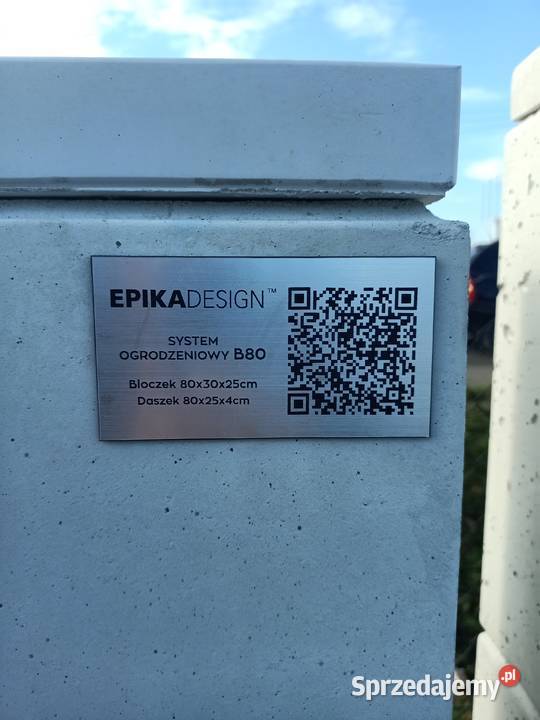 EPIKADESIGN™
SYSTEM
OGRODZENIOWY B80
Bloczek 80x30x25cm
Daszek 80x25x4cm
Sprzedajemy.pl